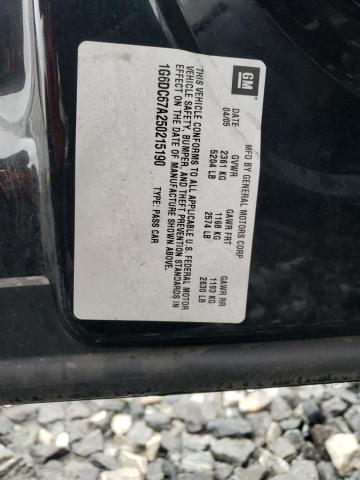 GM
MFD BY GENERAL MOTORS CORP
DATE GVWR GAWR FRT GAWR RR
04/05 2361 KG 1168 KG 1193 KG
5204 LB 2574 LB 2630 LB
THIS VEHICLE CONFORMS TO ALL APPLICABLE U.S. FEDERAL MOTOR
VEHICLE SAFETY, BUMPER, AND THEFT PREVENTION STANDARDS IN
EFFECT ON THE DATE OF MANUFACTURE SHOWN ABOVE.
1G6DC67A250215190 TYPE: PASS CAR